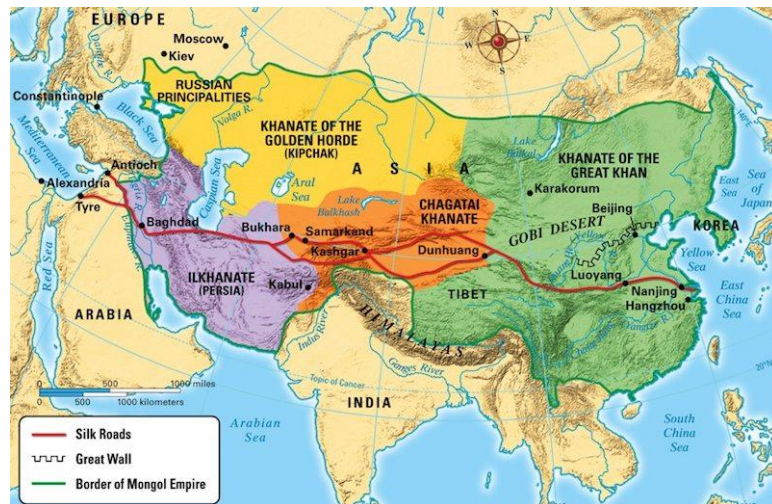 EUROPE
Moscow
Kiev
RUSSIAN
PRINCIPALITIES
Volga R.
Constantinople
Black Sea
Mediterranean
Sea
Antioch
Alexandria
Tyre
Caspian Sea
KHANATE OF THE
GOLDEN HORDE
(KIPCHAK)
ASIA
Aral
Sea
Lake
Balkhash
CHAGATAI
KHANATE
Lake
Baikal
KHANATE OF THE
GREAT KHAN
Karakorum
N
W
E
S
140°E
East
Sea
Sea of
Japan
Baghdad
Bukhara
Samarkand
Kashgar
Dunhuang
GOBI DESERT
Beijing
KOREA
Yellow
Sea
Luoyang
Nanjing
Hangzhou
East
China
Sea
ILKHANATE
(PERSIA)
Kabul
TIBET
HIMALAYAS
Indus River
Ganges River
Yangtze R.
Red Sea
ARABIA
Tropic of Cancer
INDIA
20°N
Arabian
Sea
South
China
Sea
0 500 1000 miles
0 500 1000 kilometers
Silk Roads
Great Wall
Border of Mongol Empire